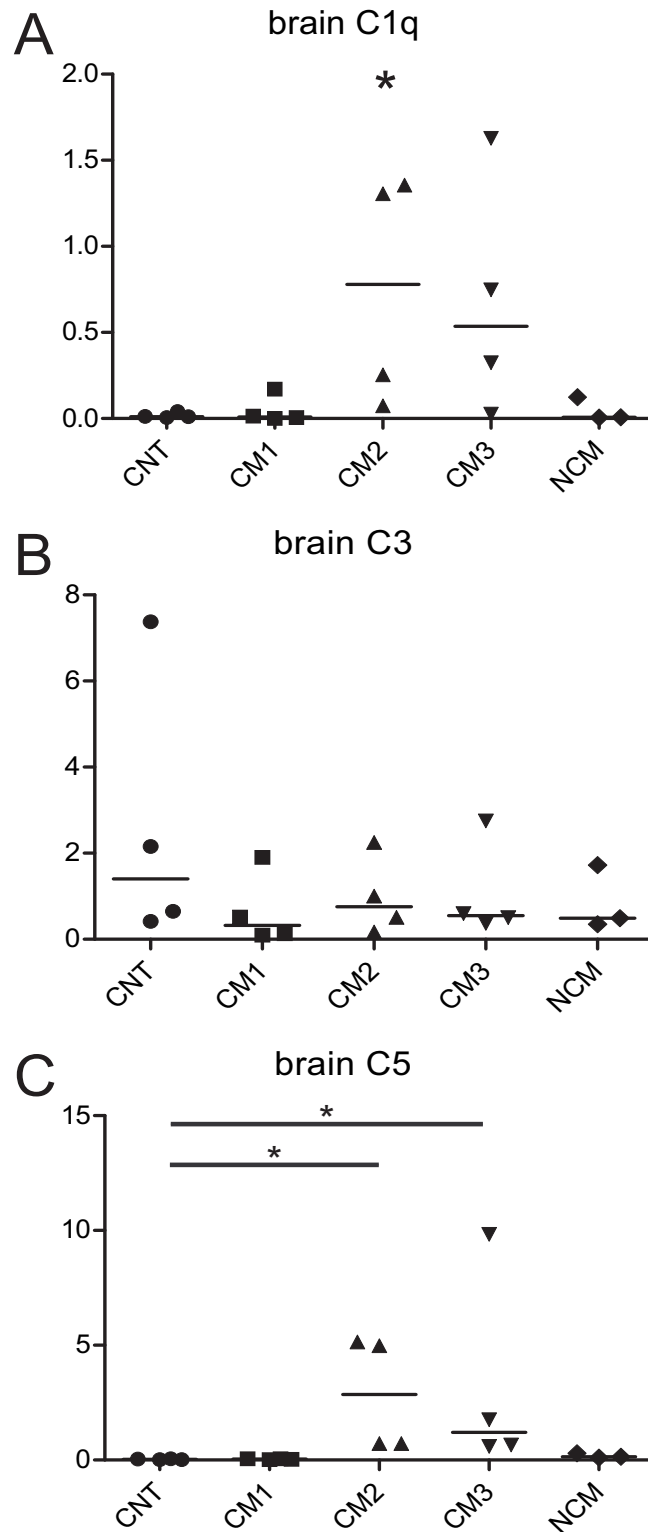 A
brain C1q
2.0
*
1.5
1.0
0.5
0.0
CNT
CM1
CM2
CM3
NCM
B
brain C3
8
6
4
2
0
CNT
CM1
CM2
CM3
NCM
C
brain C5
15
*
*
10
5
0
CNT
CM1
CM2
CM3
NCM